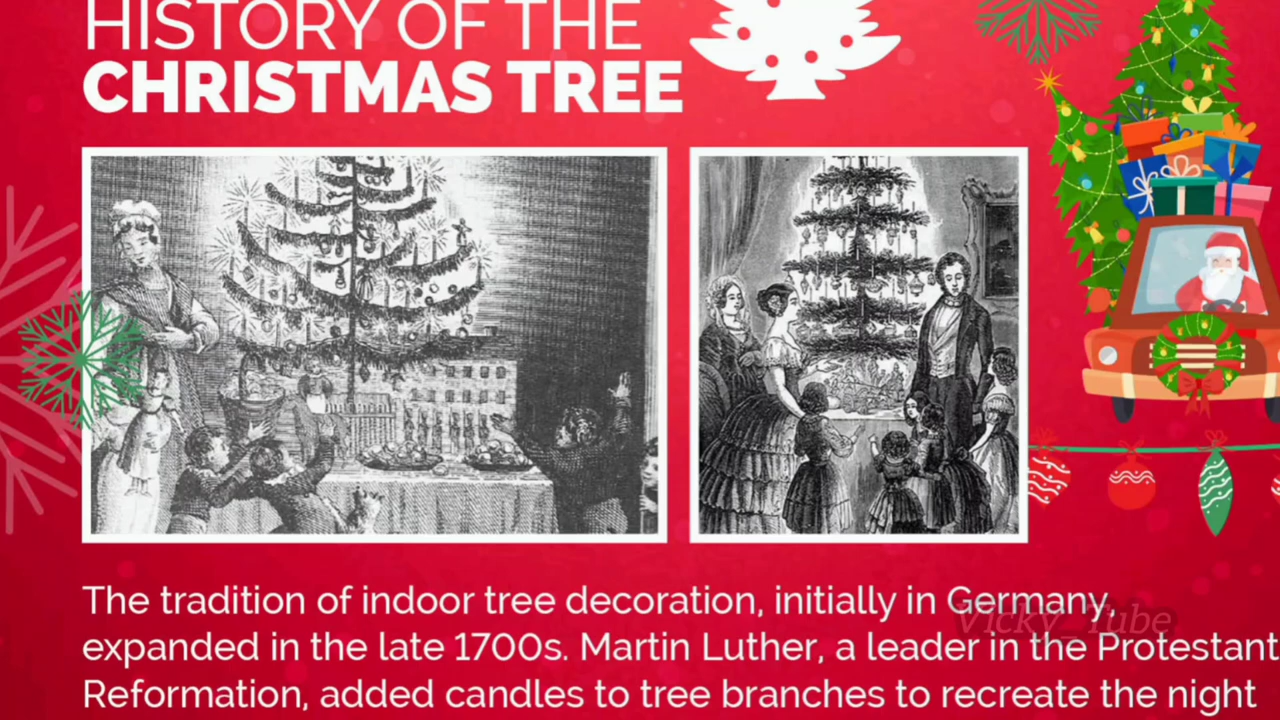 HISTORY OF THE
CHRISTMAS TREE
The tradition of indoor tree decoration, initially in Germany,
Vicky_Tube
expanded in the late 1700s. Martin Luther, a leader in the Protestant
Reformation, added candles to tree branches to recreate the night